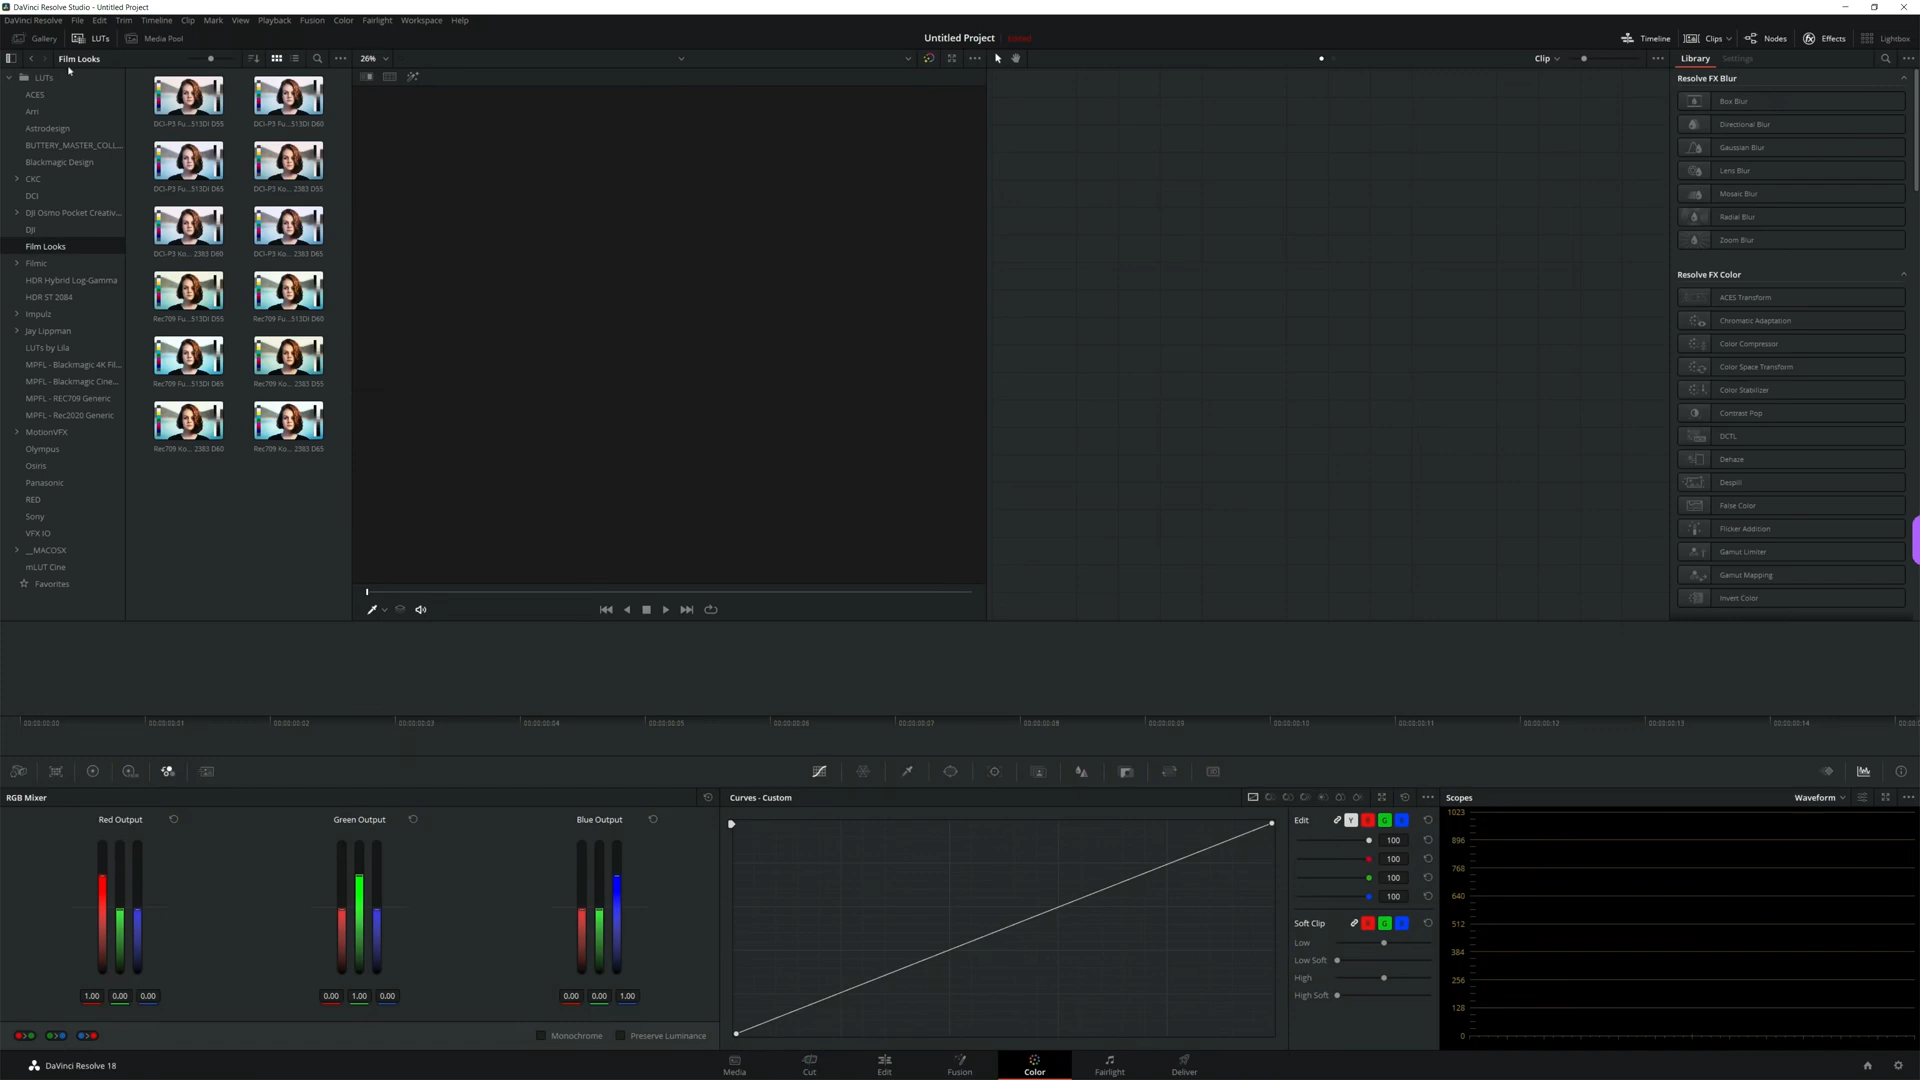 DaVinci Resolve Studio - Untitled Project
DaVinci Resolve File Edit Trim Timeline Clip Mark View Playback Fusion Color Fairlight Workspace Help
Gallery LUTs Media Pool
Untitled Project
Timeline Clips Nodes Effects Lightbox
Film Looks
26%
Clip
Library Settings
LUTs
ACES
Arri
Astrodesign
BUTTERY_MASTER_COLL...
Blackmagic Design
CKC
DCI
DJI Osmo Pocket Creativ...
DJI
Film Looks
Filmic
HDR Hybrid Log-Gamma
HDR ST 2084
Impulz
Jay Lippman
LUTs by Lila
MPFL - Blackmagic 4K Fil...
MPFL - Blackmagic Cine...
MPFL - REC709 Generic
MPFL - Rec2020 Generic
MotionVFX
Olympus
Osiris
Panasonic
RED
Sony
VFX IO
__MACOSX
mLUT Cine
Favorites
DCI-P3 Fu...513DI D55
DCI-P3 Fu...513DI D60
DCI-P3 Fu...513DI D65
DCI-P3 Ko... 2383 D55
DCI-P3 Ko... 2383 D60
DCI-P3 Ko... 2383 D65
Rec709 Fu...513DI D55
Rec709 Fu...513DI D60
Rec709 Fu...513DI D65
Rec709 Ko... 2383 D55
Rec709 Ko... 2383 D60
Rec709 Ko... 2383 D65
Resolve FX Blur
Box Blur
Directional Blur
Gaussian Blur
Lens Blur
Mosaic Blur
Radial Blur
Zoom Blur
Resolve FX Color
ACES Transform
Chromatic Adaptation
Color Compressor
Color Space Transform
Color Stabilizer
Contrast Pop
DCTL
Dehaze
Despill
False Color
Flicker Addition
Gamut Limiter
Gamut Mapping
Invert Color
00:00:00:00 00:00:00:01 00:00:00:02 00:00:00:03 00:00:00:04 00:00:00:05 00:00:00:06 00:00:00:07 00:00:00:08 00:00:00:09 00:00:00:10 00:00:00:11 00:00:00:12 00:00:00:13 00:00:00:14
RGB Mixer
Red Output Green Output Blue Output
1.00 0.00 0.00
0.00 1.00 0.00
0.00 0.00 1.00
Monochrome Preserve Luminance
Curves - Custom
Edit Y R G B
100
100
100
100
Soft Clip R G B
Low
Low Soft
High
High Soft
Scopes Waveform
1023
896
768
640
512
384
256
128
0
DaVinci Resolve 18
Media Cut Edit Fusion Color Fairlight Deliver